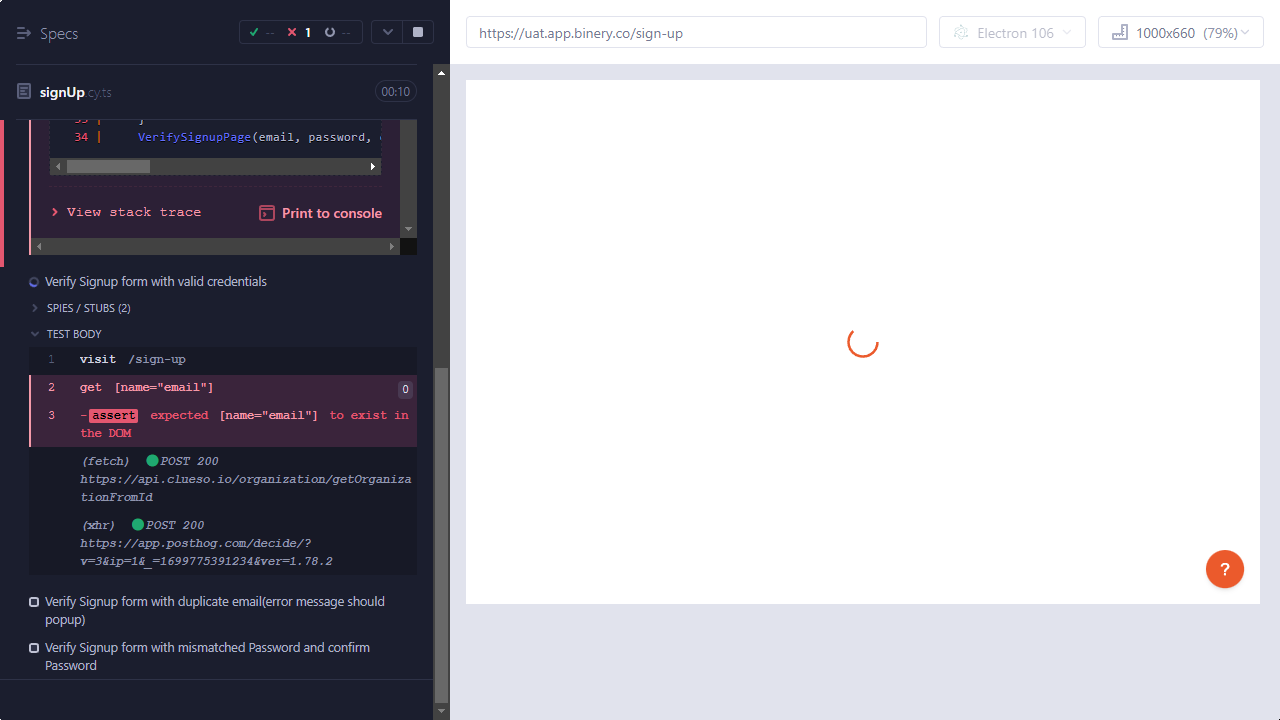 Specs
-- 1 --
https://uat.app.binery.co/sign-up
Electron 106
1000x660 (79%)
signUp.cy.ts
00:10
34 | VerifySignupPage(email, password,
> View stack trace
Print to console
Verify Signup form with valid credentials
SPIES / STUBS (2)
TEST BODY
1 visit /sign-up
2 get [name="email"] 0
3 -assert expected [name="email"] to exist in
the DOM
(fetch) POST 200
https://api.clueso.io/organization/getOrganiza
tionFromId
(xhr) POST 200
https://app.posthog.com/decide/?
v=3&ip=1&_=1699775391234&ver=1.78.2
Verify Signup form with duplicate email(error message should
popup)
Verify Signup form with mismatched Password and confirm
Password
?